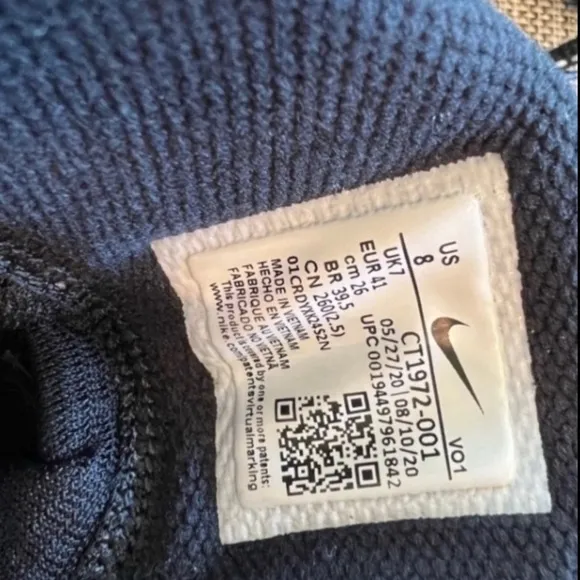 US
8
VO1
UK7
EUR 41
cm 26
BR 39,5
CN 260(2.5)
CT1972-001
05/27/20 | 08/10/20
UPC 00194497961842
01CRDVXK2452N
MADE IN VIETNAM
HECHO EN VIETNAM
FABRIQUE AU VIETNAM
FABRICADO NO VIETNÃ
This product is covered by one or more patents:
www.nike.com/patentsvirtualmarking